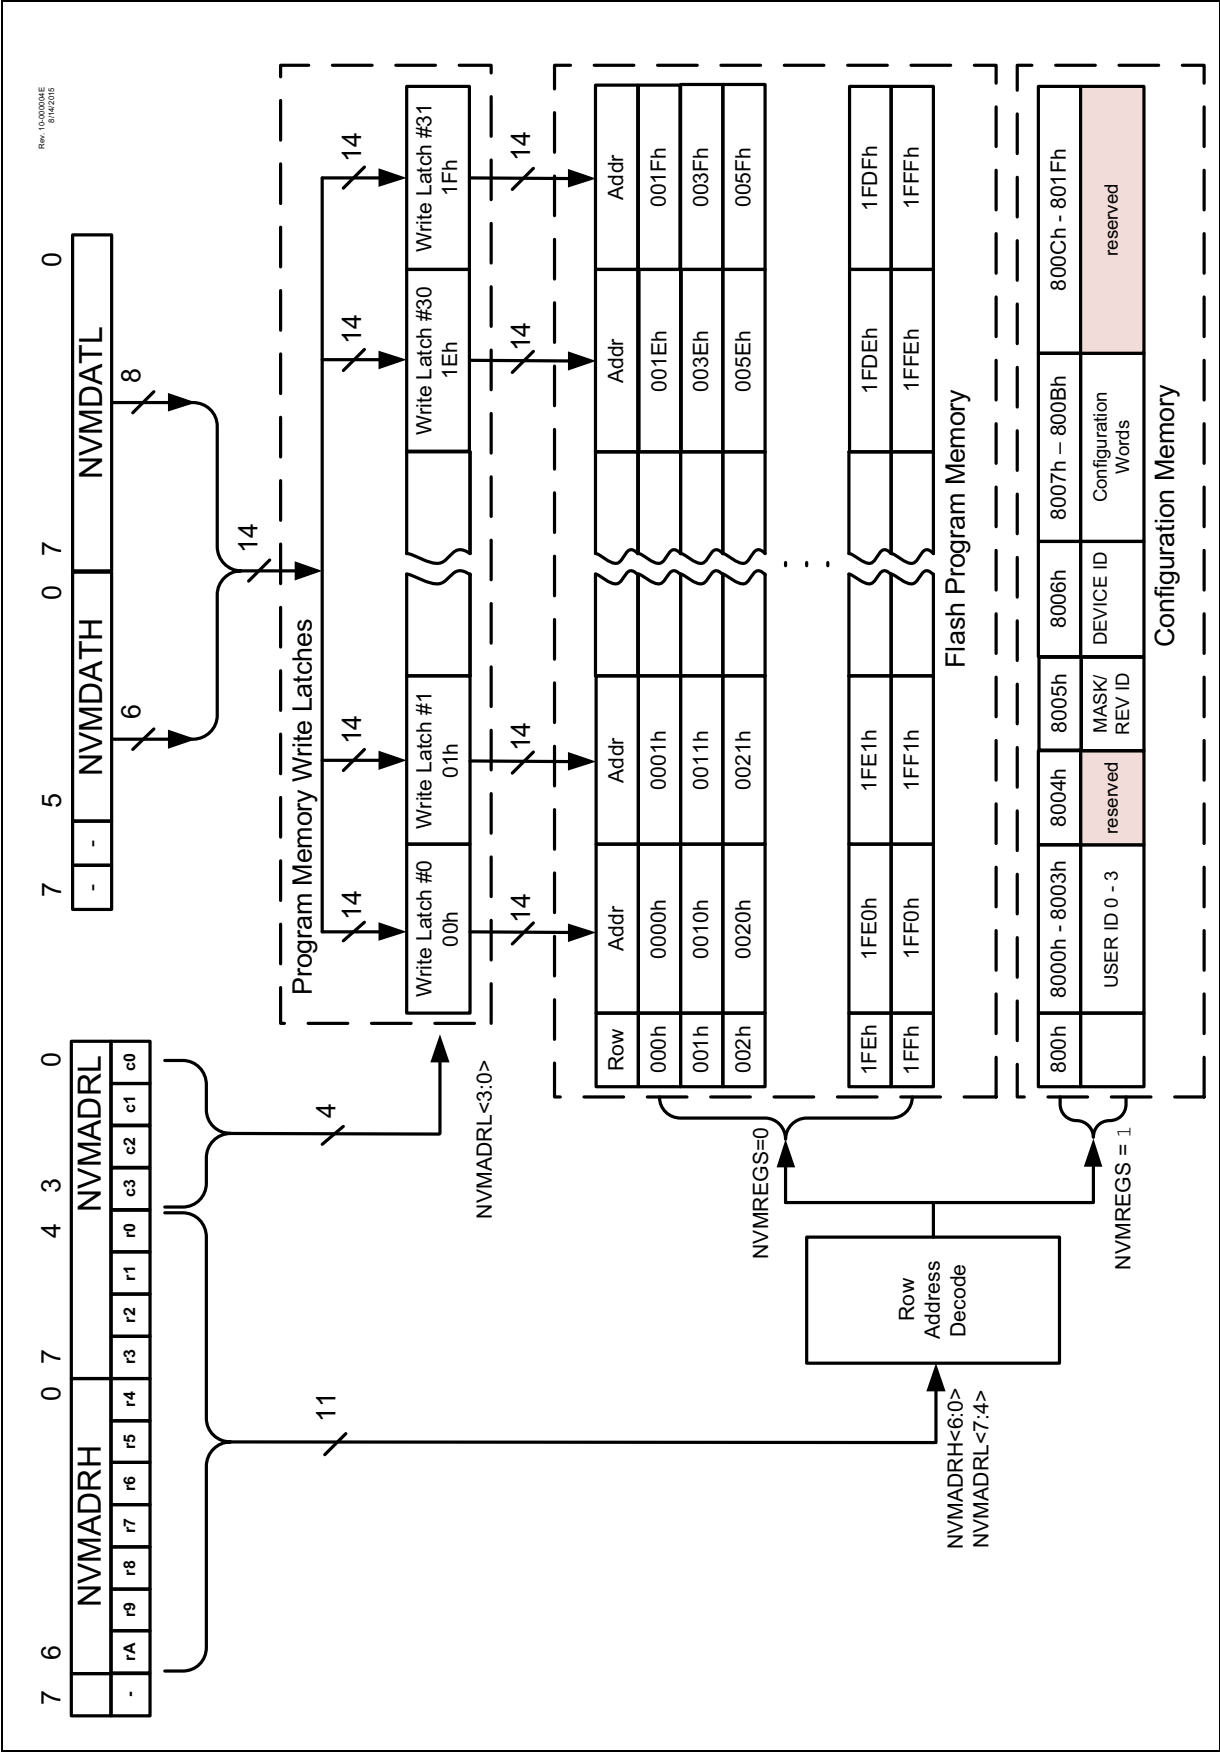 Rev. 10-000004E
8/14/2015
7 6 0 7 4 3 0
NVMADRH NVMADRL
- rA r9 r8 r7 r6 r5 r4 r3 r2 r1 r0 c3 c2 c1 c0
7 5 0 7 0
- - NVMDATH NVMDATL
6 8
14
11
4
NVMADRL<3:0>
Program Memory Write Latches
14 14 14 14
Write Latch #0 Write Latch #1 Write Latch #30 Write Latch #31
00h 01h 1Eh 1Fh
14 14 14 14
Row Addr Addr Addr Addr
000h 0000h 0001h 001Eh 001Fh
001h 0010h 0011h 003Eh 003Fh
002h 0020h 0021h 005Eh 005Fh
1FEh 1FE0h 1FE1h 1FDEh 1FDFh
1FFh 1FF0h 1FF1h 1FFEh 1FFFh
Flash Program Memory
NVMREGS=0
Row
Address
Decode
NVMADRH<6:0>
NVMADRL<7:4>
NVMREGS = 1
800h 8000h - 8003h 8004h 8005h 8006h 8007h – 800Bh 800Ch - 801Fh
USER ID 0 - 3 reserved MASK/ DEVICE ID Configuration reserved
REV ID Words
Configuration Memory